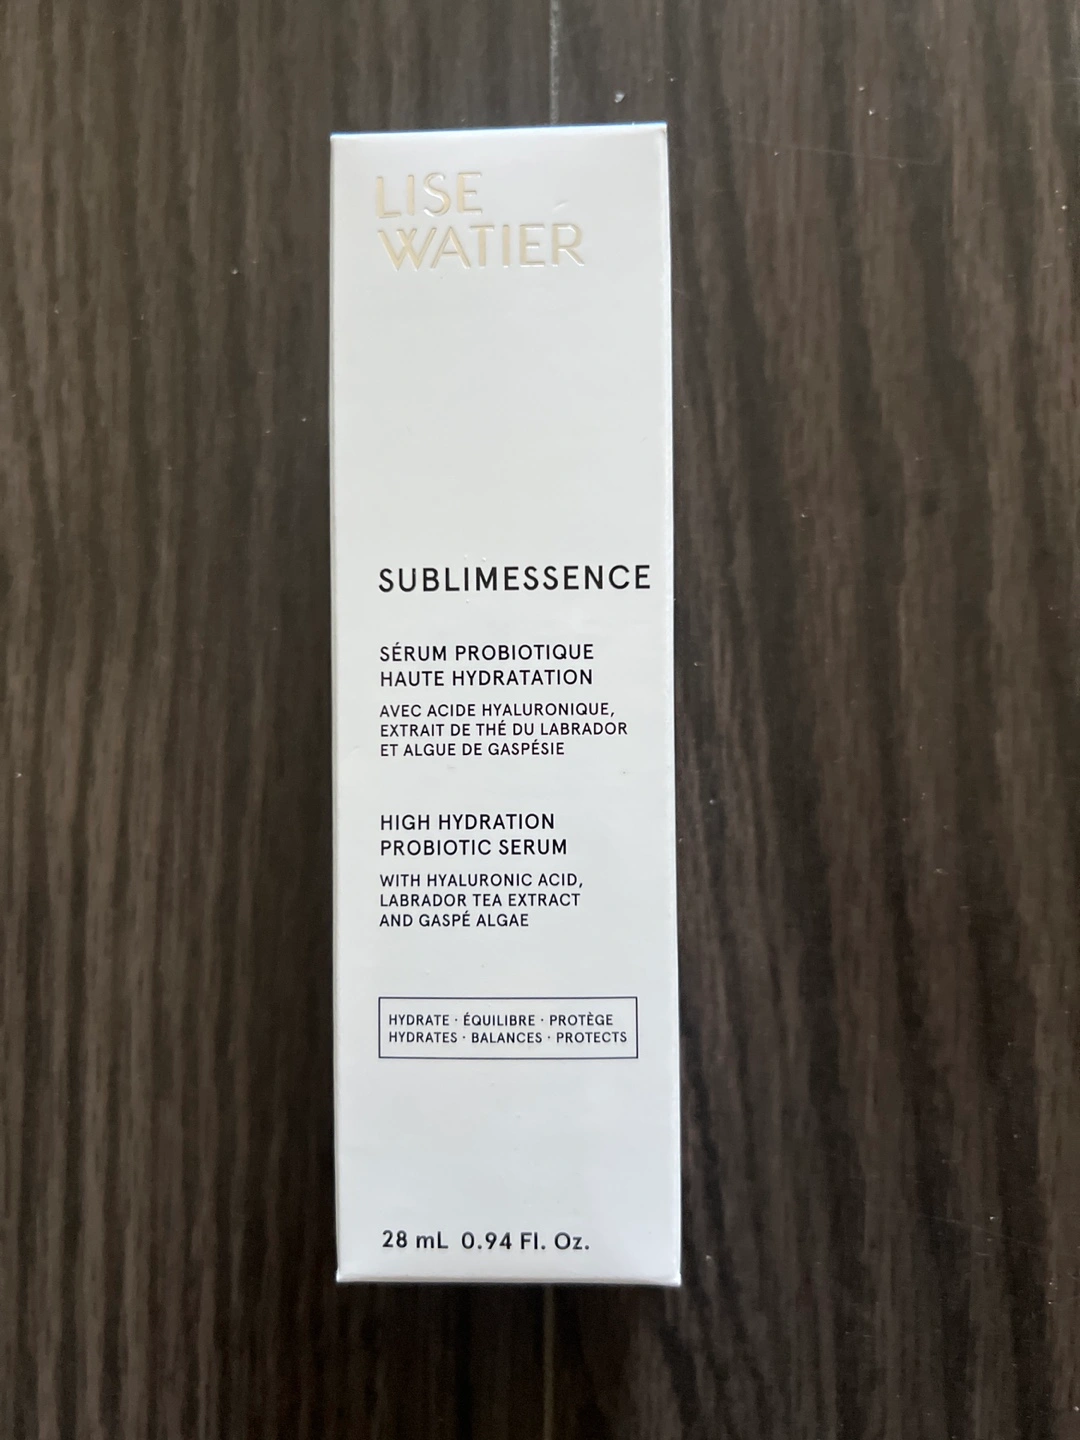 LISE
WATIER
SUBLIMESSENCE
SÉRUM PROBIOTIQUE
HAUTE HYDRATATION
AVEC ACIDE HYALURONIQUE,
EXTRAIT DE THÉ DU LABRADOR
ET ALGUE DE GASPÉSIE
HIGH HYDRATION
PROBIOTIC SERUM
WITH HYALURONIC ACID,
LABRADOR TEA EXTRACT
AND GASPÉ ALGAE
HYDRATE · ÉQUILIBRE · PROTÈGE
HYDRATES · BALANCES · PROTECTS
28 mL 0.94 Fl. Oz.